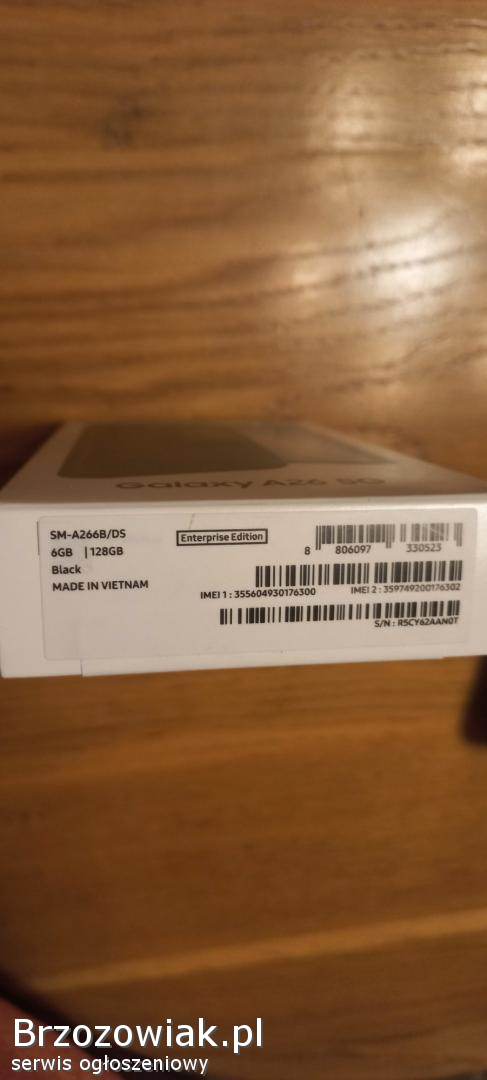 Galaxy A26 5G
SM-A266B/DS
Enterprise Edition
6GB | 128GB
8 806097 330523
Black
MADE IN VIETNAM
IMEI 1 : 355604930176300
IMEI 2 : 359749200176302
S/N : R5CY62AAN0T
Brzozowiak.pl
serwis ogłoszeniowy